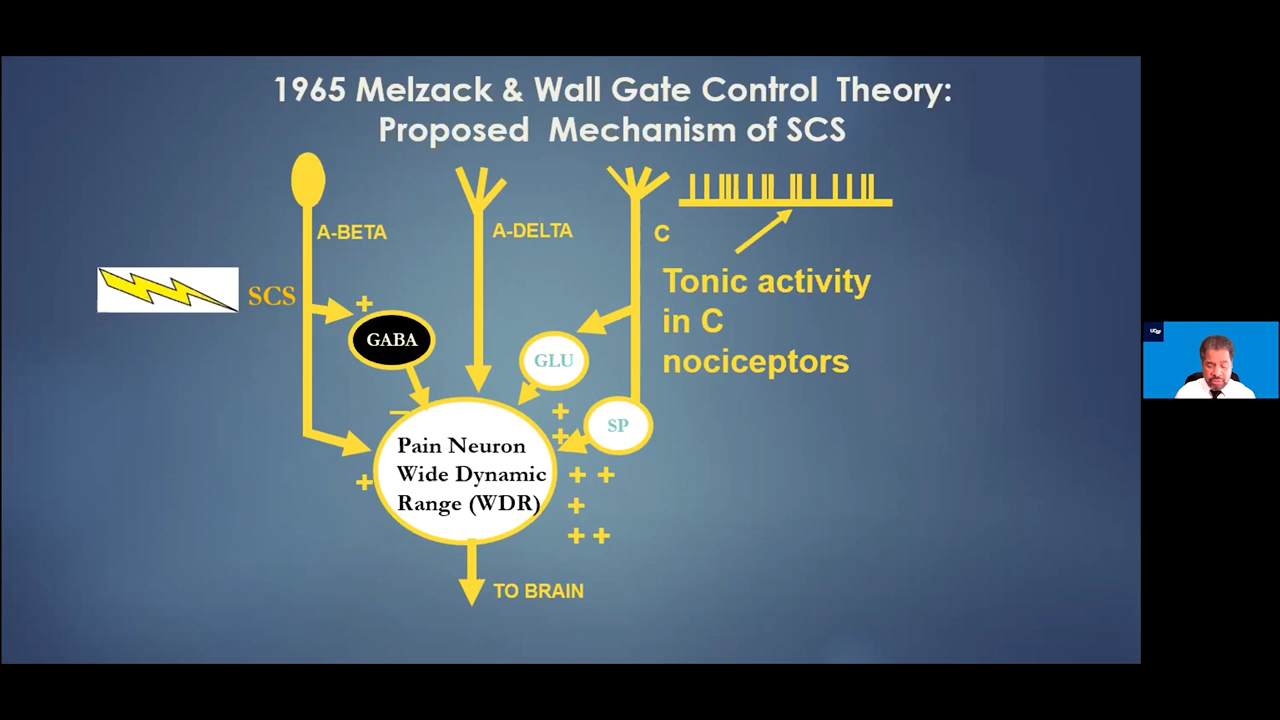 1965 Melzack & Wall Gate Control Theory:
Proposed Mechanism of SCS
A-BETA
A-DELTA
C
SCS
+
GABA
GLU
SP
Tonic activity
in C
nociceptors
–
+
+
+
+ +
+
+ +
Pain Neuron
Wide Dynamic
Range (WDR)
TO BRAIN
UCSF